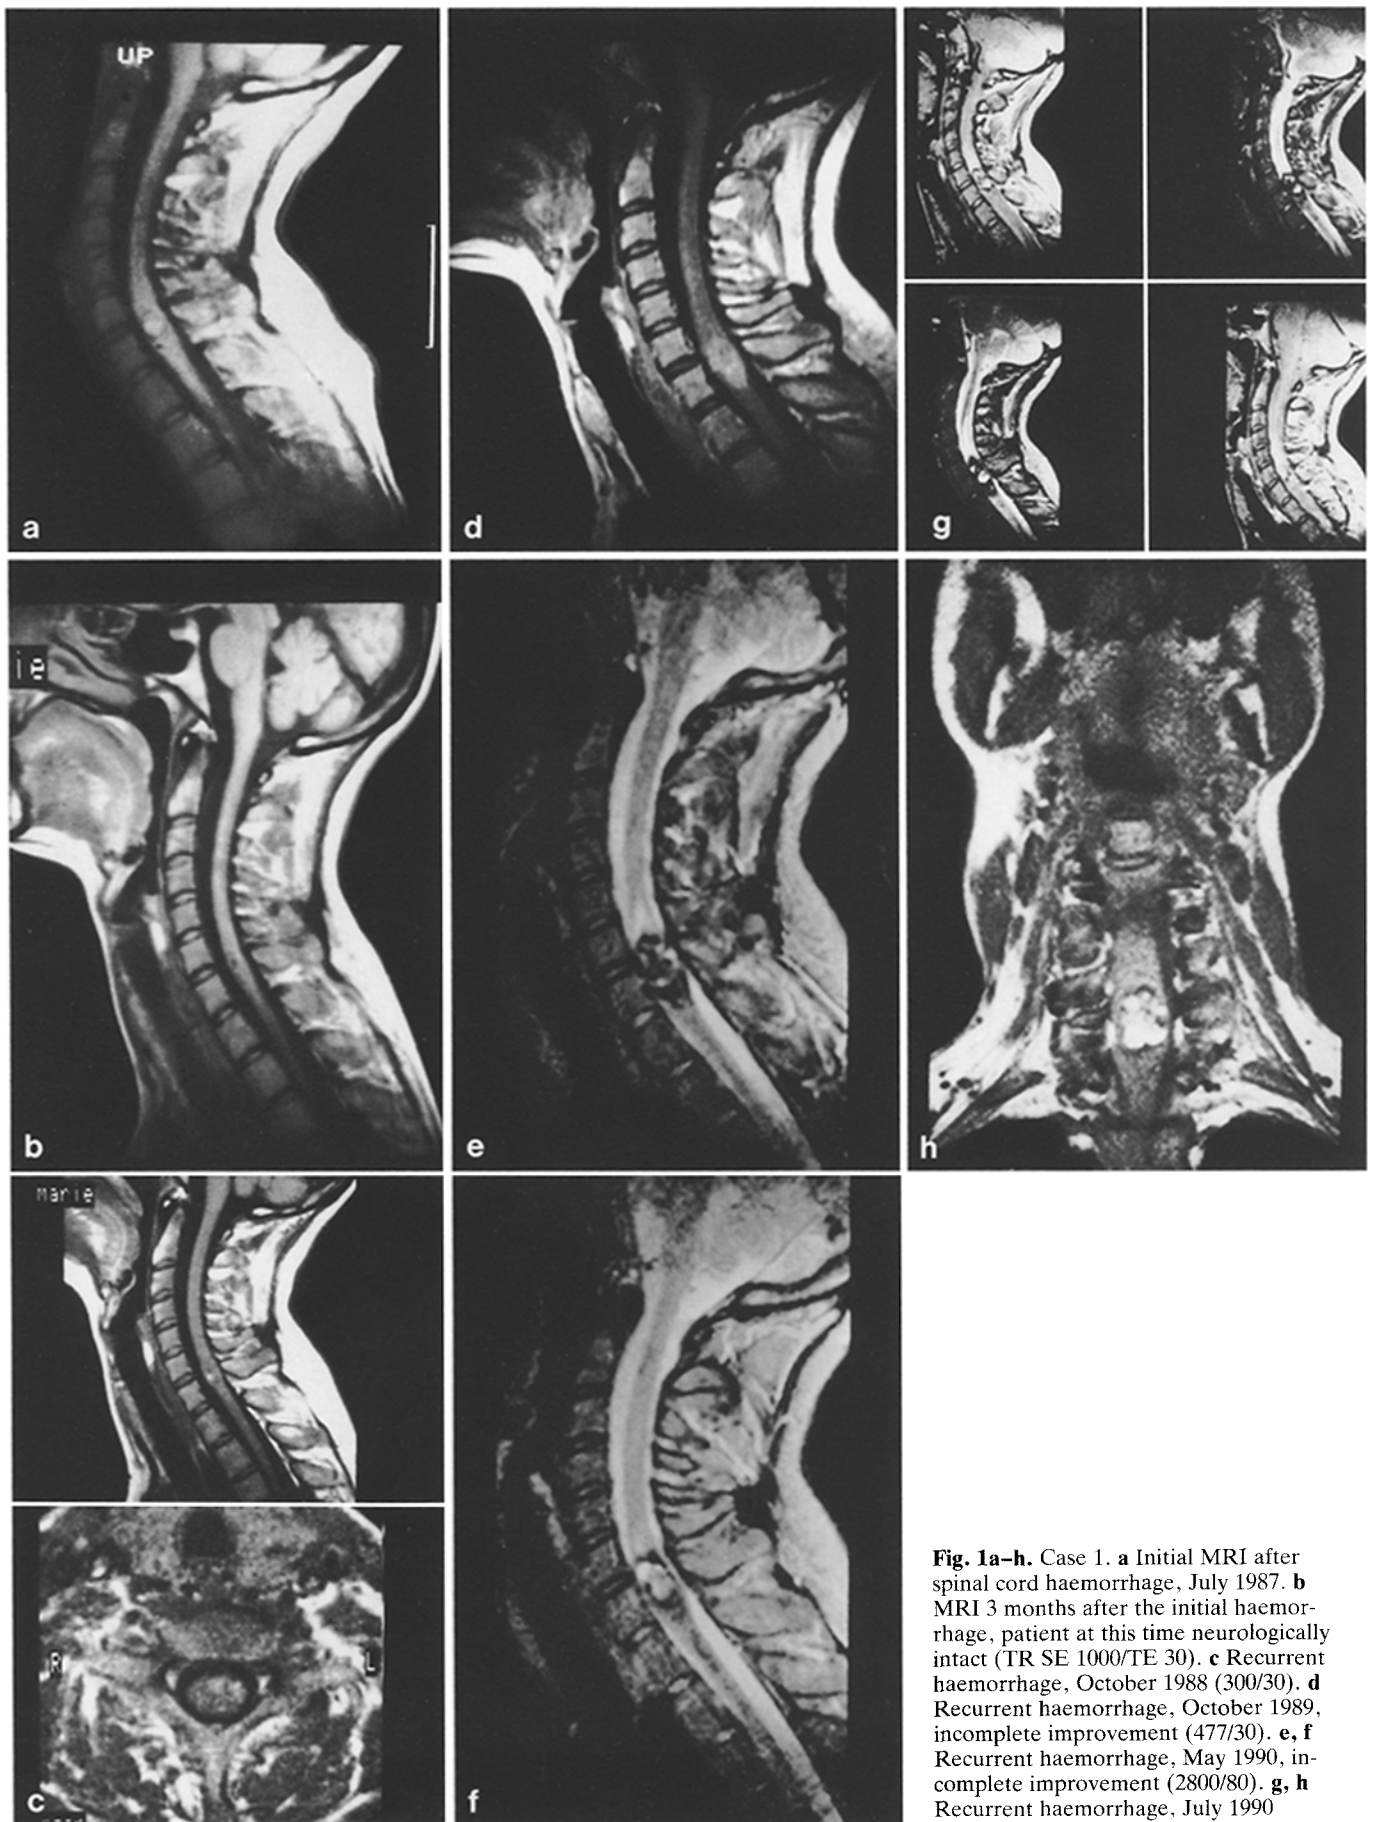 UP
a
d
g
ie
b
e
h
Marie
R
L
c
f
Fig. 1a–h. Case 1. a Initial MRI after
spinal cord haemorrhage, July 1987. b
MRI 3 months after the initial haemor-
rhage, patient at this time neurologically
intact (TR SE 1000/TE 30). c Recurrent
haemorrhage, October 1988 (300/30). d
Recurrent haemorrhage, October 1989,
incomplete improvement (477/30). e, f
Recurrent haemorrhage, May 1990, in-
complete improvement (2800/80). g, h
Recurrent haemorrhage, July 1990